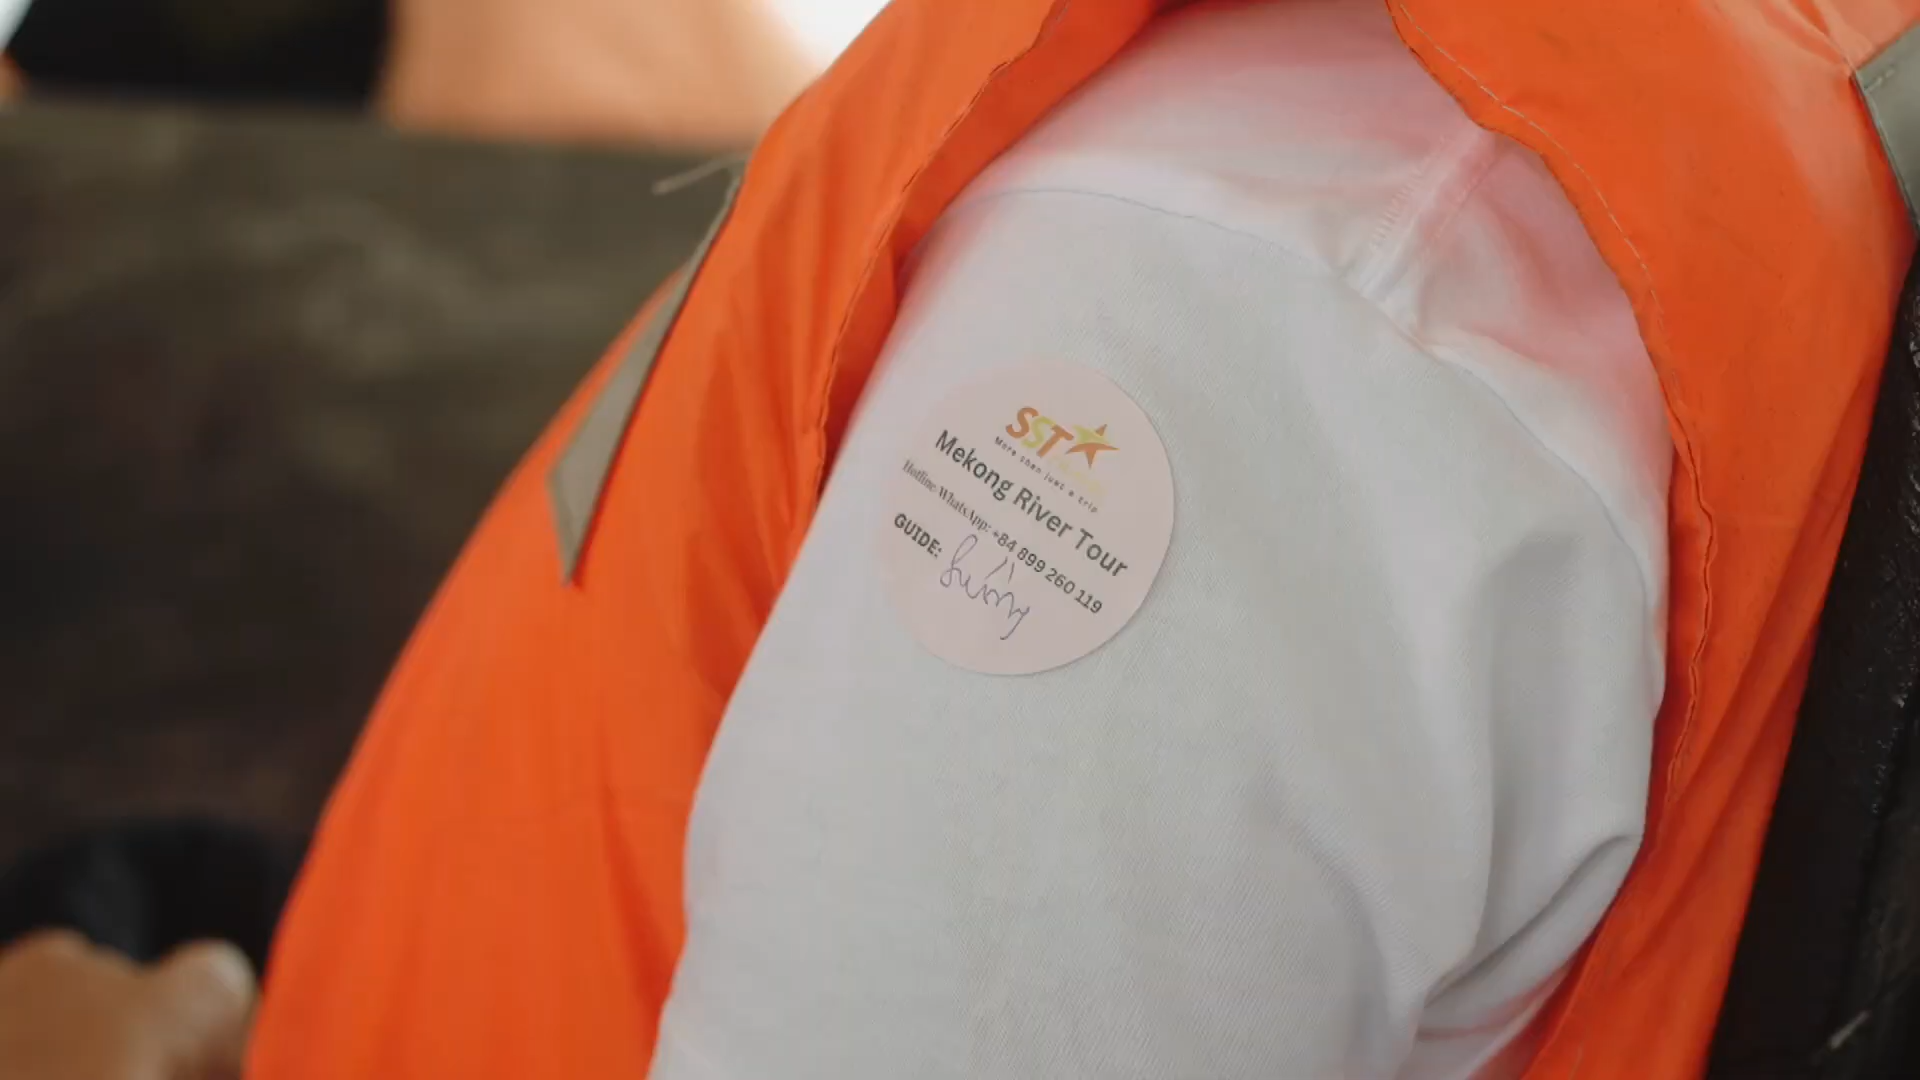 SST
More than just a trip
Mekong River Tour
Hotline/WhatsApp: +84 899 260 119
GUIDE: